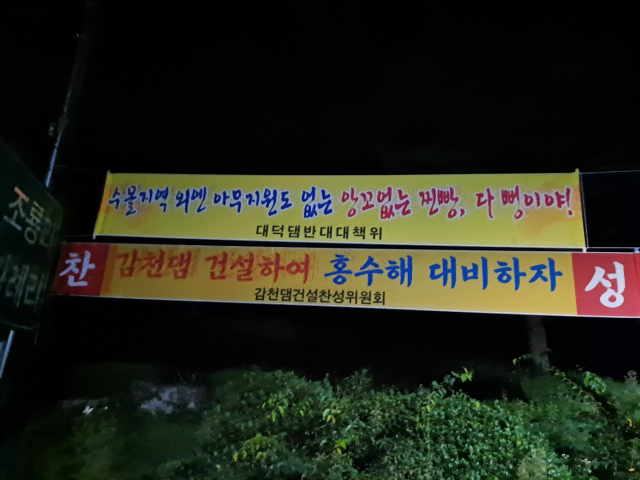 수몰지역 외엔 아무지원도 없는 앙꼬없는 찐빵, 다 뻥이야!
대덕댐반대대책위
찬 감천댐 건설하여 홍수해 대비하자 성
감천댐건설찬성위원회